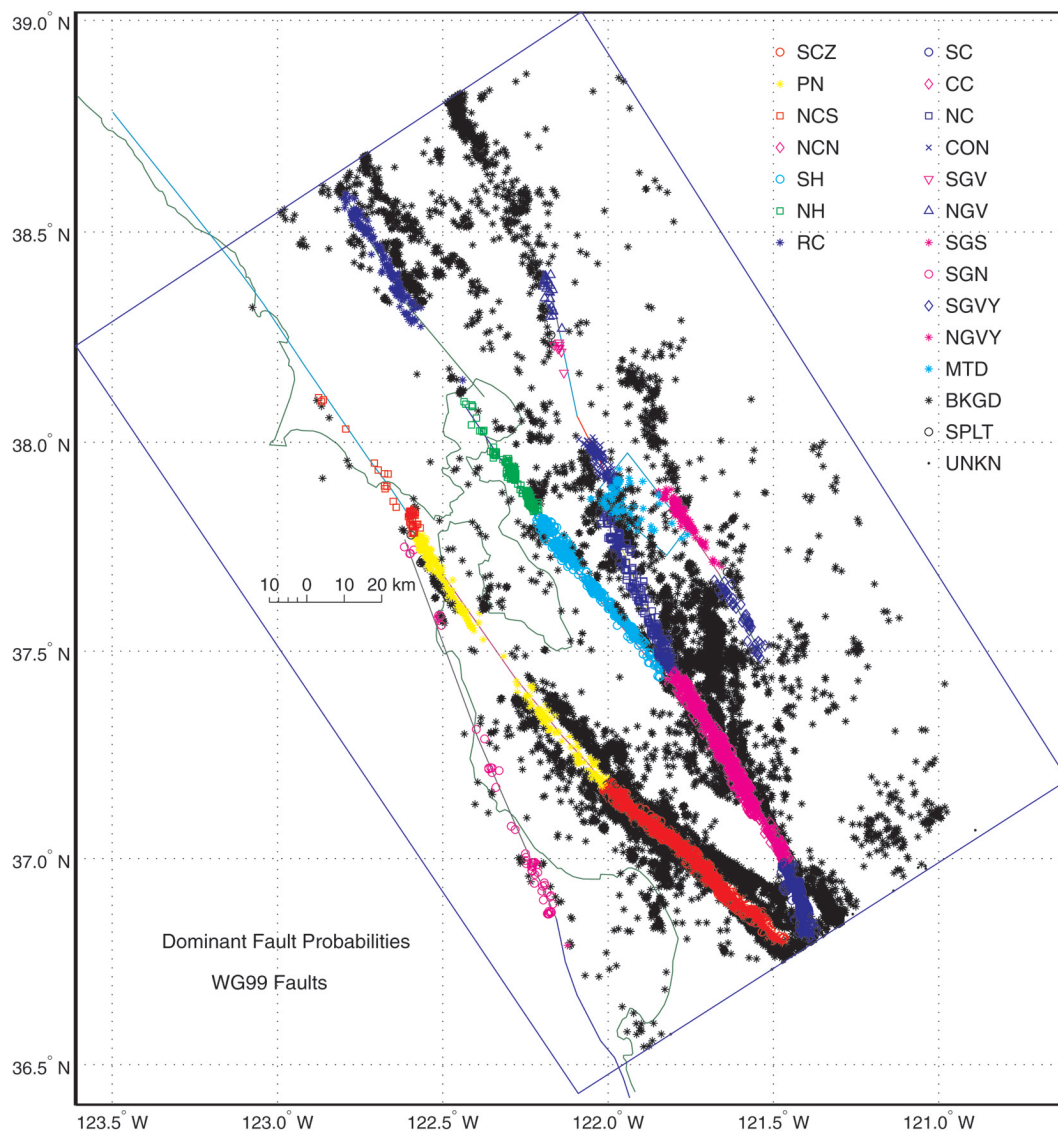 39.0° N
38.5° N
38.0° N
37.5° N
37.0° N
36.5° N
SCZ
PN
NCS
NCN
SH
NH
RC
SC
CC
NC
CON
SGV
NGV
SGS
SGN
SGVY
NGVY
MTD
BKGD
SPLT
UNKN
10 0 10 20 km
Dominant Fault Probabilities
WG99 Faults
123.5° W 123.0° W 122.5° W 122.0° W 121.5° W 121.0° W